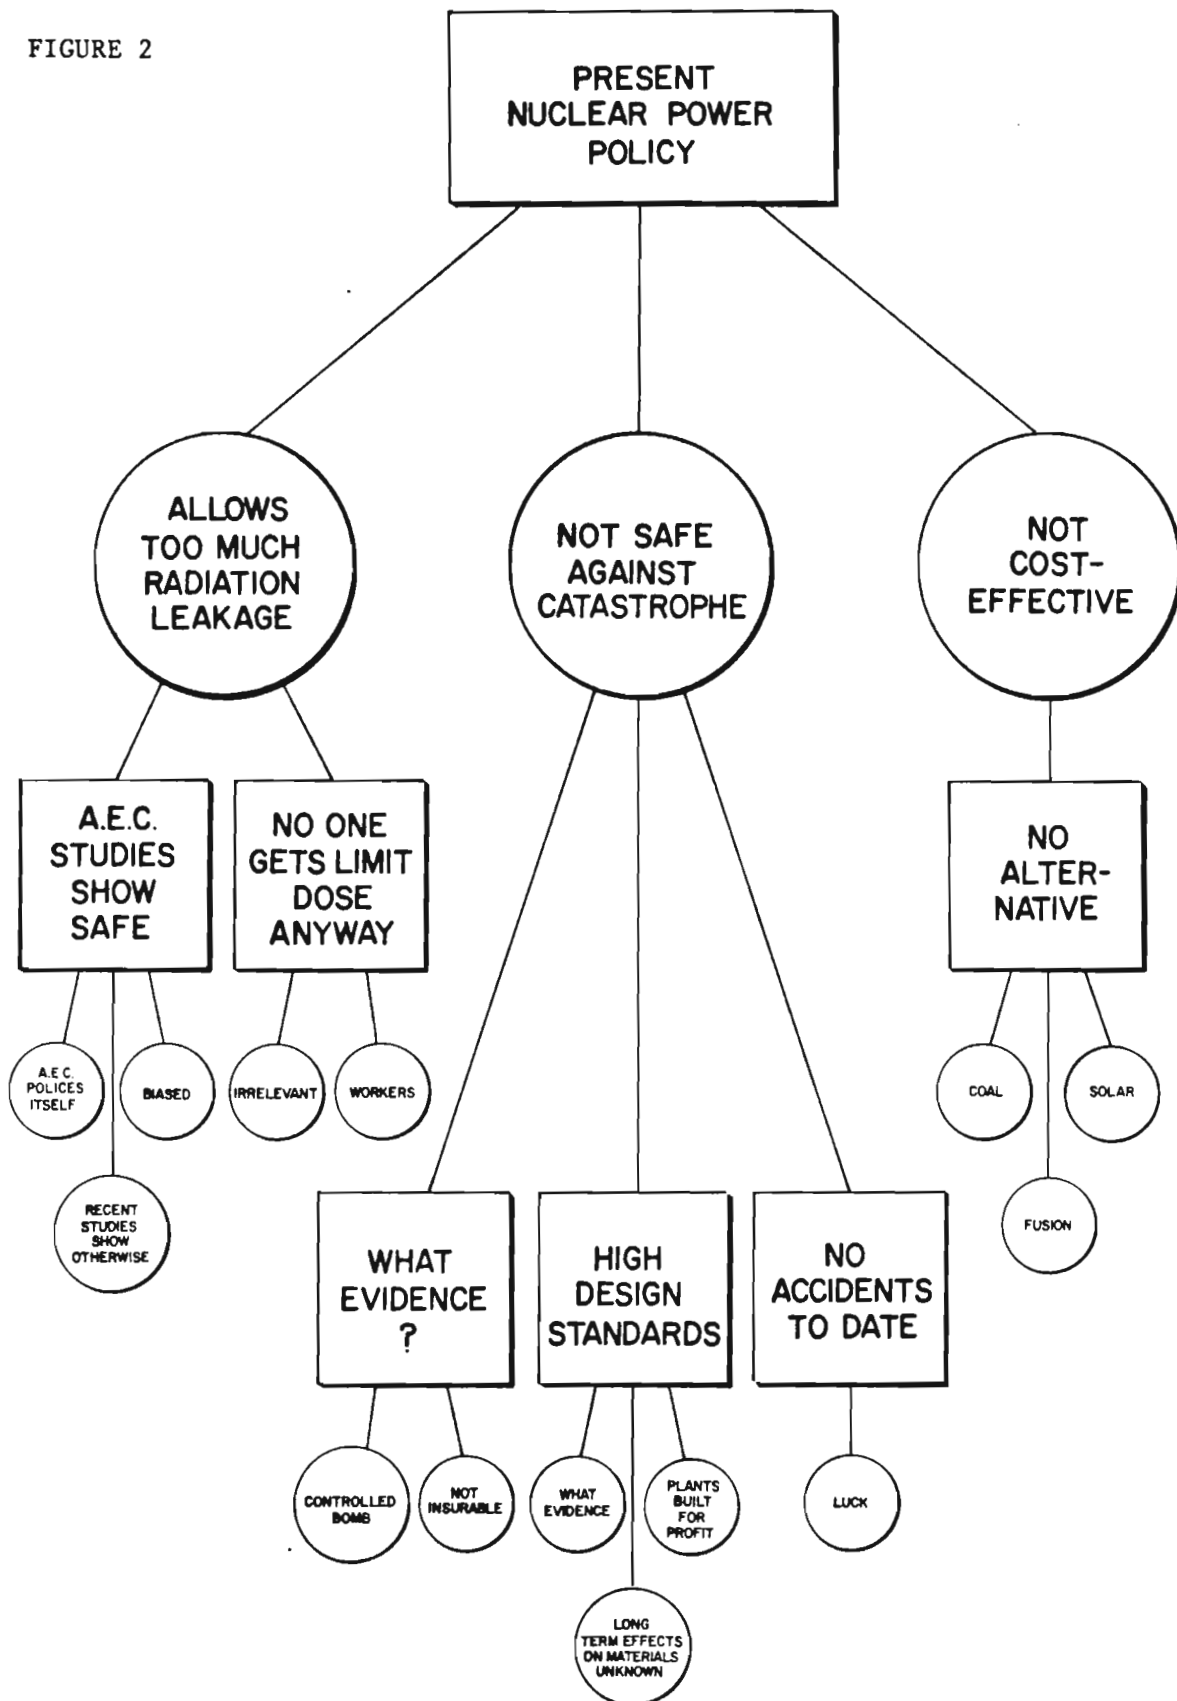 FIGURE 2
PRESENT
NUCLEAR POWER
POLICY
ALLOWS
TOO MUCH
RADIATION
LEAKAGE
NOT SAFE
AGAINST
CATASTROPHE
NOT
COST-
EFFECTIVE
A.E.C.
STUDIES
SHOW
SAFE
NO ONE
GETS LIMIT
DOSE
ANYWAY
NO
ALTER-
NATIVE
A.E.C.
POLICES
ITSELF
BIASED
IRRELEVANT
WORKERS
COAL
SOLAR
RECENT
STUDIES
SHOW
OTHERWISE
FUSION
WHAT
EVIDENCE
?
HIGH
DESIGN
STANDARDS
NO
ACCIDENTS
TO DATE
CONTROLLED
BOMB
NOT
INSURABLE
WHAT
EVIDENCE
PLANTS
BUILT
FOR
PROFIT
LUCK
LONG
TERM EFFECTS
ON MATERIALS
UNKNOWN